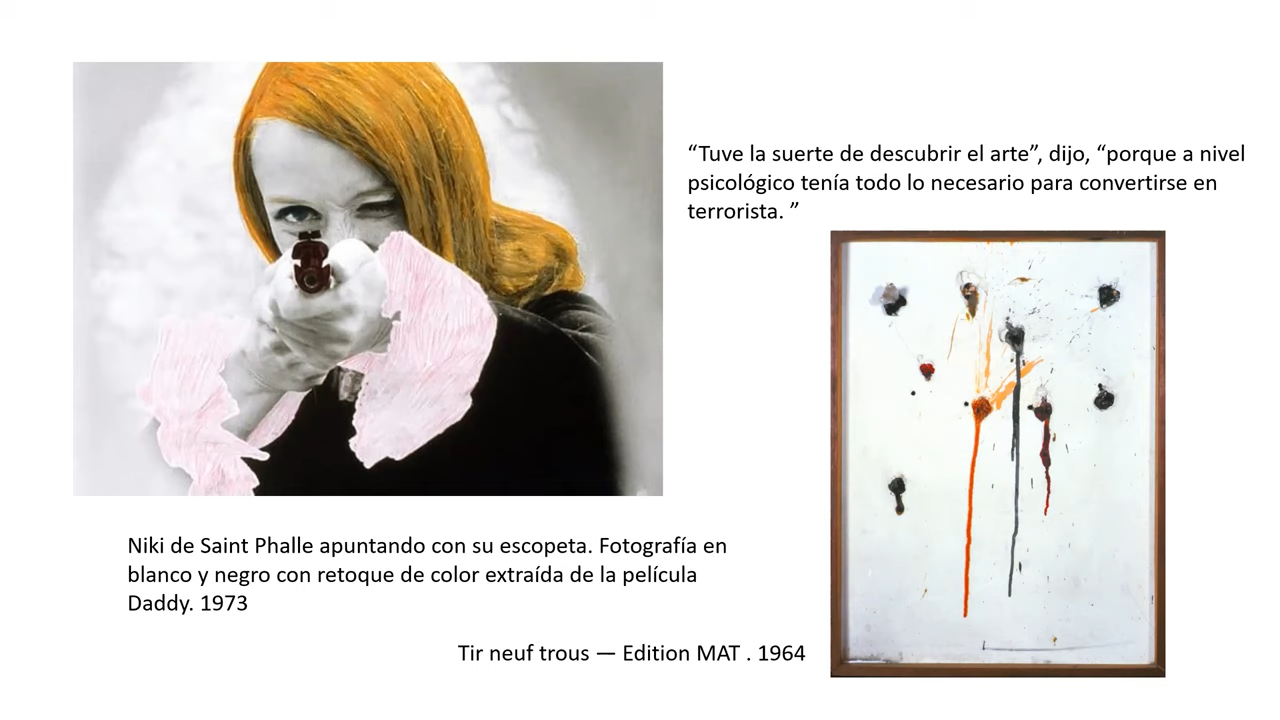 “Tuve la suerte de descubrir el arte”, dijo, “porque a nivel
psicológico tenía todo lo necesario para convertirse en
terrorista. ”
Niki de Saint Phalle apuntando con su escopeta. Fotografía en
blanco y negro con retoque de color extraída de la película
Daddy. 1973
Tir neuf trous — Edition MAT . 1964